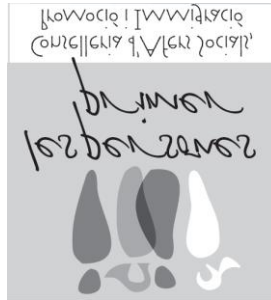 les persones
primer
Conselleria d'Afers Socials,
Promoció i Immigració